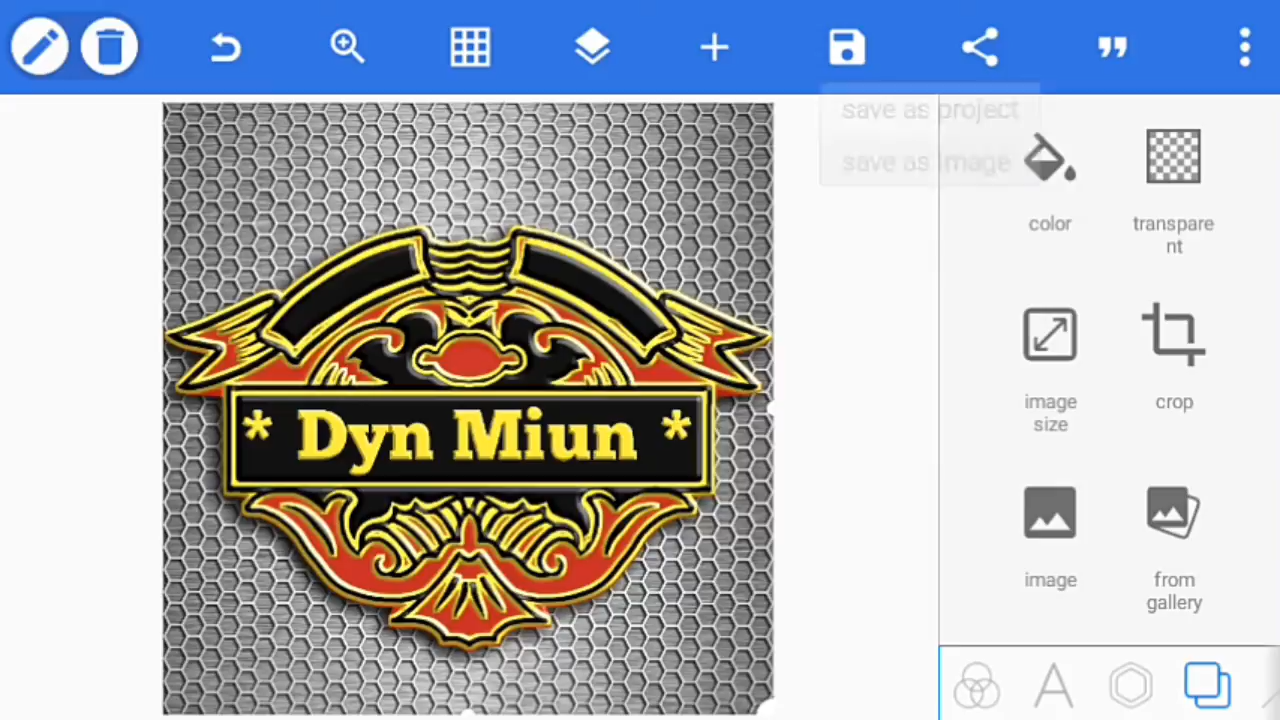 save as project
save as image
color
transpare
nt
* Dyn Miun *
image
size
crop
image
from
gallery